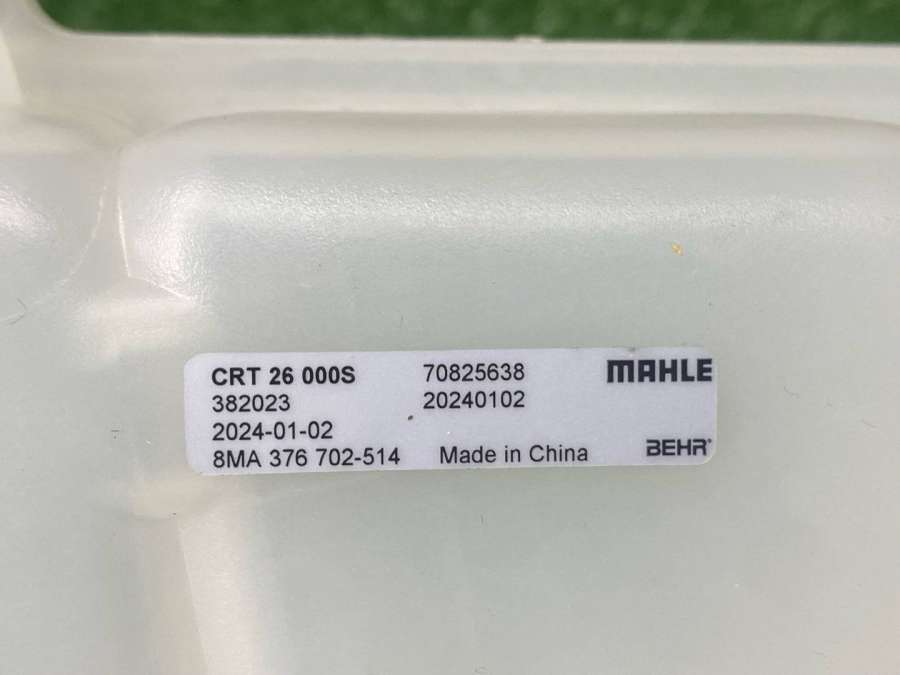 CRT 26 000S 70825638 MAHLE
382023 20240102
2024-01-02
8MA 376 702-514 Made in China BEHR®